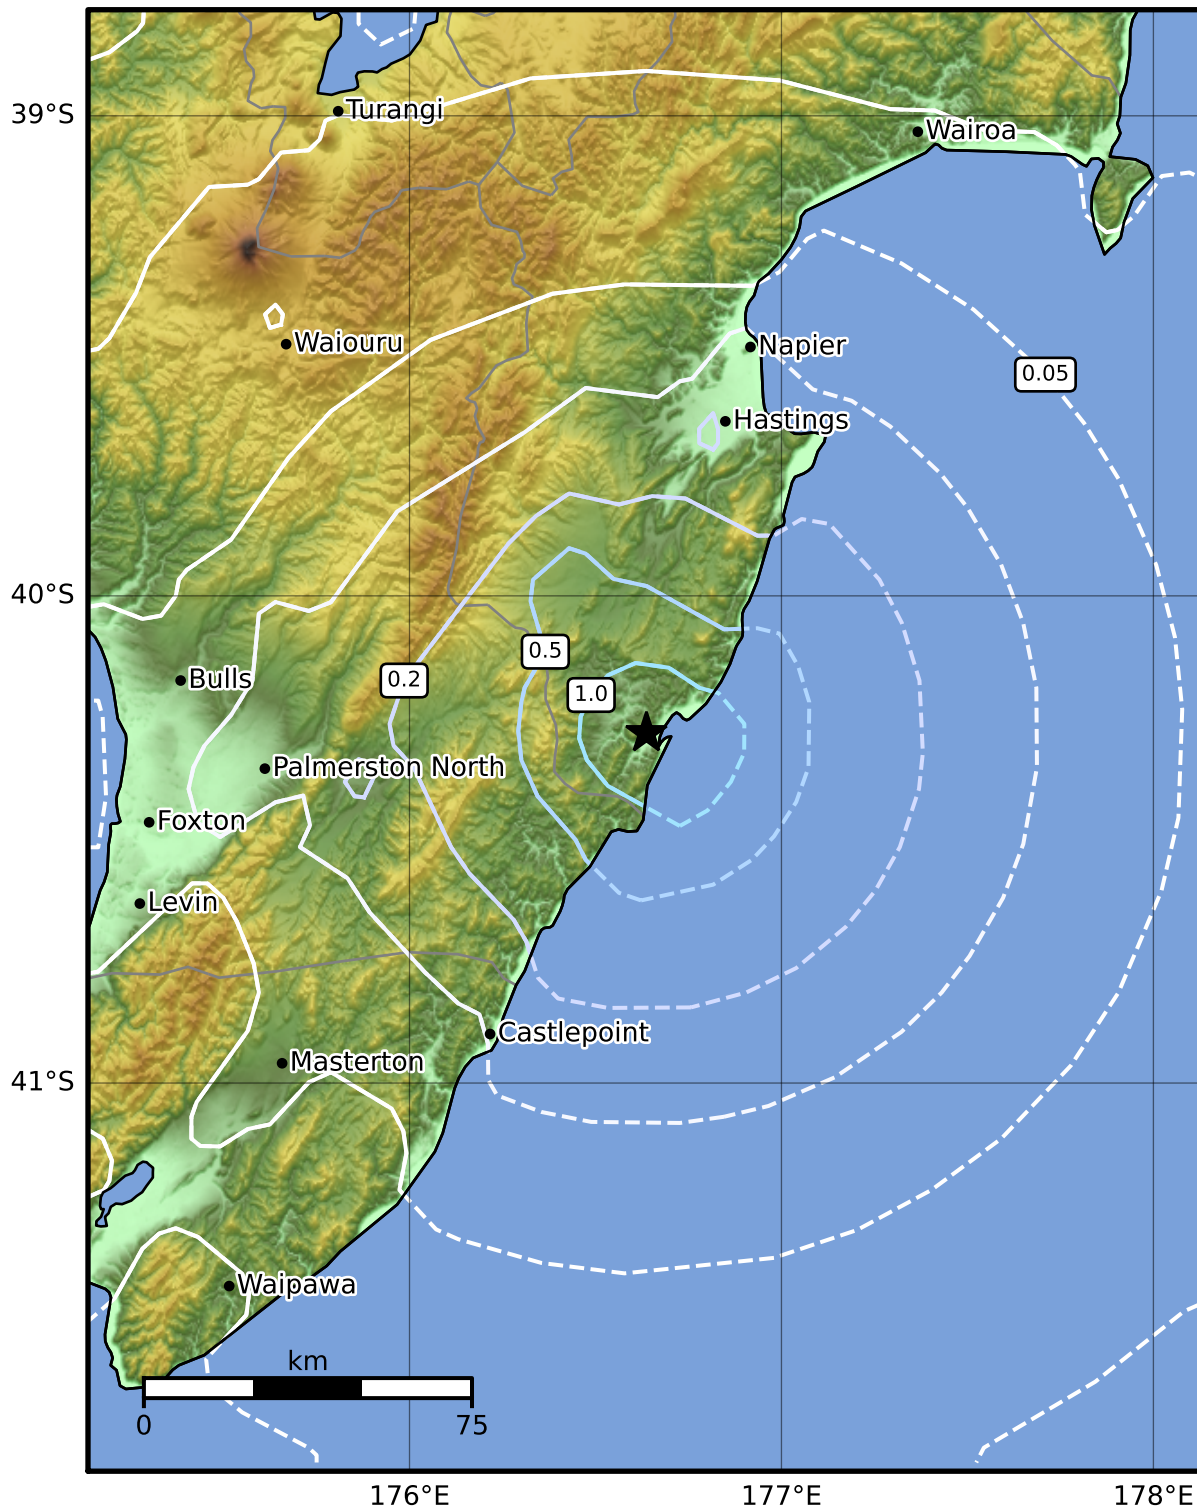 39°S
Turangi
Wairoa
Waiouru
Napier
0.05
Hastings
40°S
0.5
0.2
1.0
Bulls
Palmerston North
Foxton
Levin
Castlepoint
Masterton
41°S
Waipawa
km
0 75
176°E 177°E 178°E